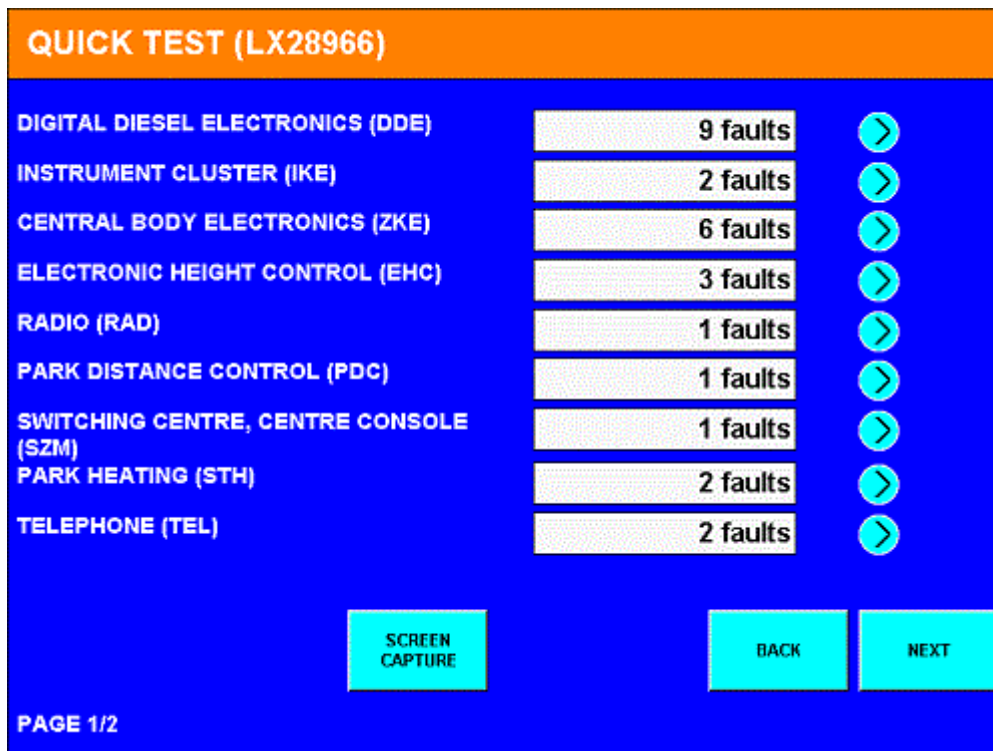 QUICK TEST (LX28966)
DIGITAL DIESEL ELECTRONICS (DDE) 9 faults
INSTRUMENT CLUSTER (IKE) 2 faults
CENTRAL BODY ELECTRONICS (ZKE) 6 faults
ELECTRONIC HEIGHT CONTROL (EHC) 3 faults
RADIO (RAD) 1 faults
PARK DISTANCE CONTROL (PDC) 1 faults
SWITCHING CENTRE, CENTRE CONSOLE 1 faults
(SZM)
PARK HEATING (STH) 2 faults
TELEPHONE (TEL) 2 faults
SCREEN
CAPTURE
BACK
NEXT
PAGE 1/2